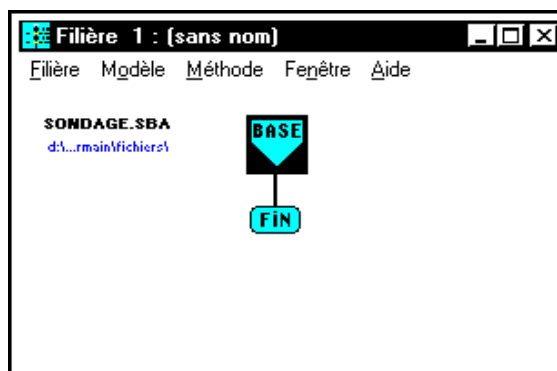 Filière 1 : (sans nom)
Filière Modèle Méthode Fenêtre Aide
SONDAGE.SBA
d:\...rmain\fichiers\
BASE
FiN